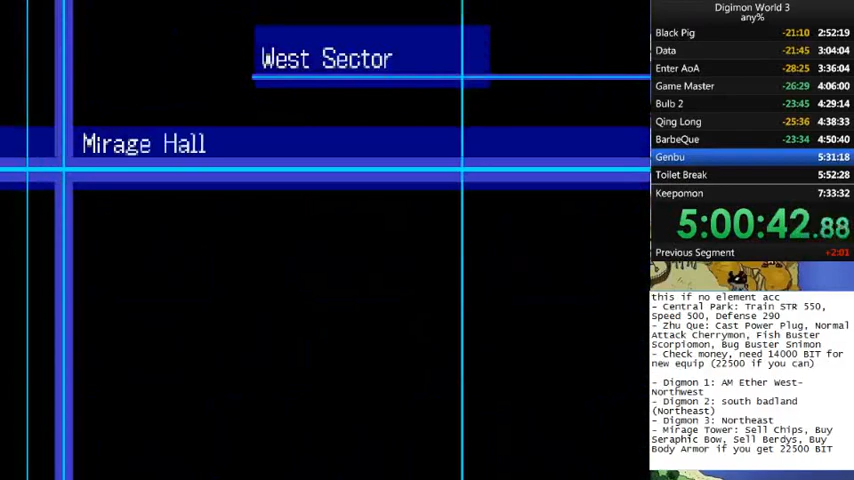 West Sector
Mirage Hall
Digimon World 3
any%
Black Pig -21:10 2:52:19
Data -21:45 3:04:04
Enter AoA -28:25 3:36:04
Game Master -26:29 4:06:00
Bulb 2 -23:45 4:29:14
Qing Long -25:36 4:38:33
BarbeQue -23:34 4:50:40
Genbu 5:31:18
Toilet Break 5:52:28
Keepomon 7:33:32
5:00:42.88
Previous Segment +2:01
this if no element acc
- Central Park: Train STR 550,
Speed 500, Defense 290
- Zhu Que: Cast Power Plug, Normal
Attack Cherrymon, Fish Buster
Scorpiomon, Bug Buster Snimon
- Check money, need 14000 BIT for
new equip (22500 if you can)
- Digmon 1: AM Ether West-
Northwest
- Digmon 2: south badland
(Northeast)
- Digmon 3: Northeast
- Mirage Tower: Sell Chips, Buy
Seraphic Bow, Sell Berdys, Buy
Body Armor if you get 22500 BIT